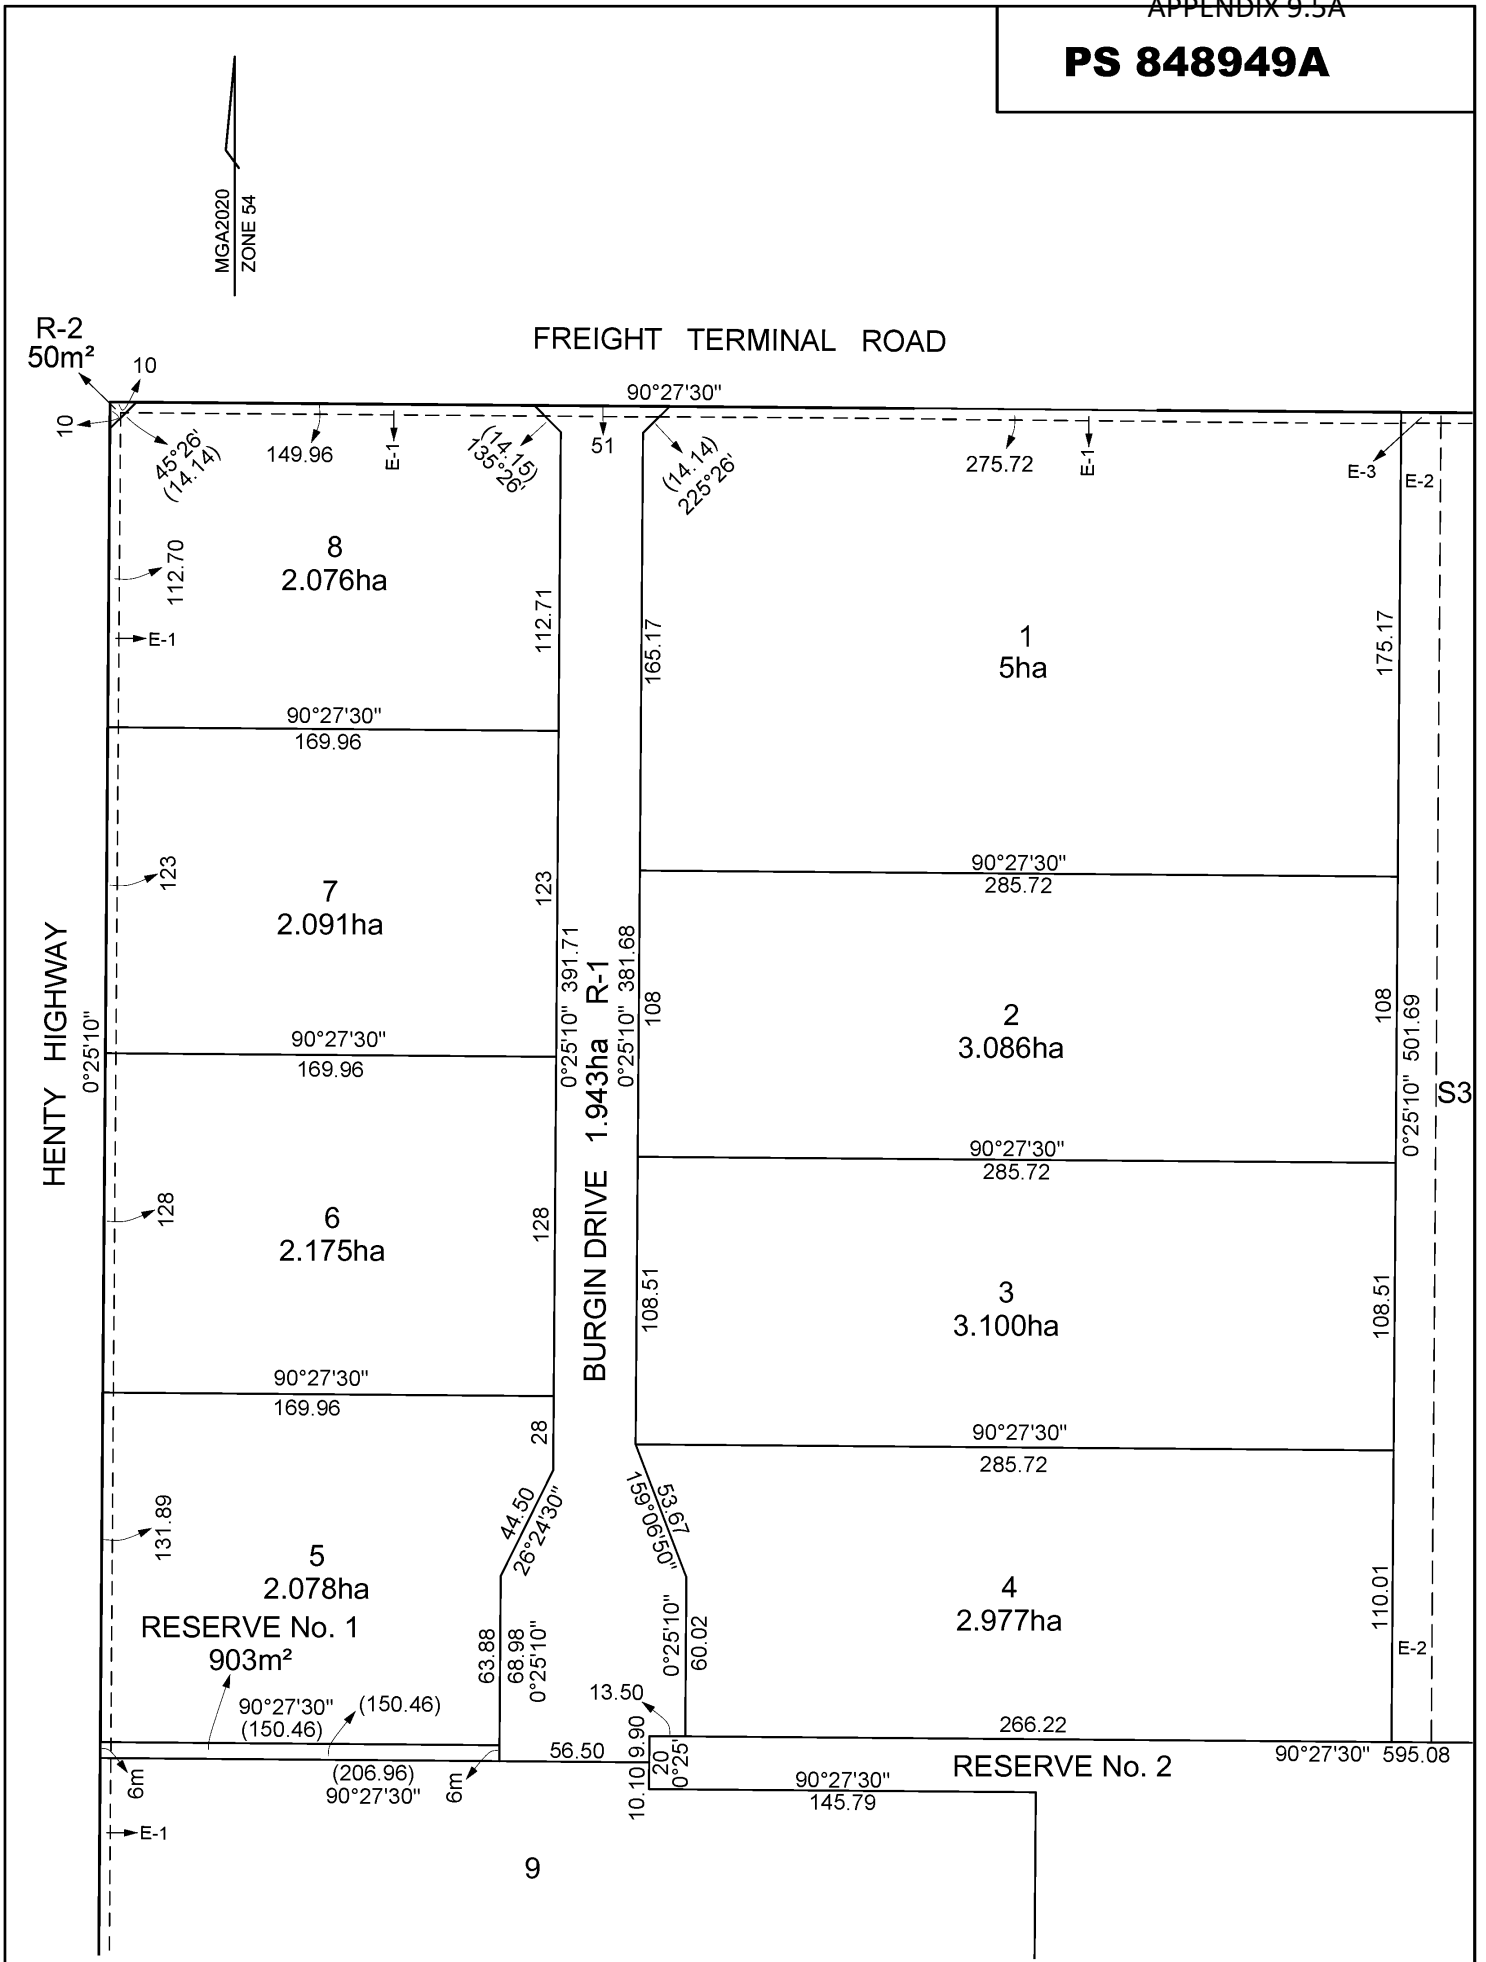 APPENDIX 9.5A
PS 848949A
MGA2020
ZONE 54
R-2
50m²
10
10
FREIGHT TERMINAL ROAD
90°27'30"
45°26'
(14.14)
149.96
E-1
(14.15)
135°26'
51
(14.14)
225°26'
275.72
E-1
E-3
E-2
8
2.076ha
112.70
E-1
112.71
165.17
1
5ha
175.17
90°27'30"
169.96
90°27'30"
285.72
123
7
2.091ha
123
HENTY HIGHWAY
0°25'10"
0°25'10" 391.71
BURGIN DRIVE 1.943ha R-1
0°25'10" 381.68
108
2
3.086ha
108
0°25'10" 501.69
S3
90°27'30"
169.96
90°27'30"
285.72
128
6
2.175ha
128
108.51
3
3.100ha
108.51
90°27'30"
169.96
28
90°27'30"
285.72
44.50
26°24'30"
53.67
159°06'50"
131.89
5
2.078ha
RESERVE No. 1
903m²
63.88
68.98
0°25'10"
0°25'10"
60.02
4
2.977ha
110.01
E-2
90°27'30"
(150.46)
(150.46)
13.50
266.22
56.50
10.10 9.90
20
0°25'
RESERVE No. 2
90°27'30" 595.08
6m
(206.96)
90°27'30"
6m
90°27'30"
145.79
E-1
9